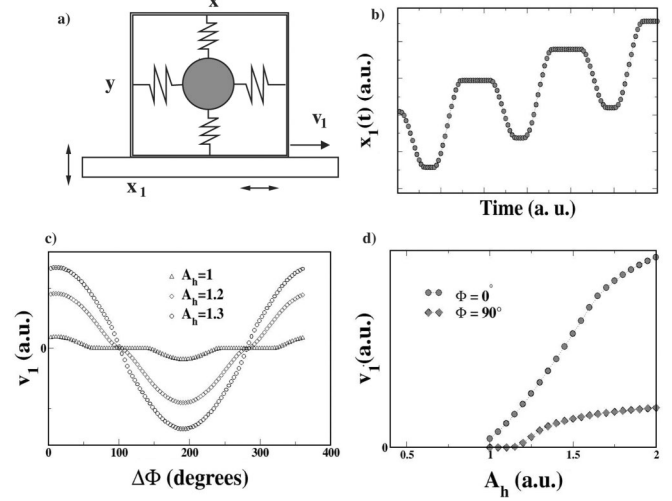 a)
x
y
v1
x1
b)
x1(t) (a.u.)
Time (a. u.)
c)
Ah=1
Ah=1.2
Ah=1.3
v1 (a.u.)
0
0 100 200 300 400
ΔΦ (degrees)
d)
Φ = 0°
Φ = 90°
v1(a.u.)
0
0.5 1 1.5 2
Ah (a.u.)